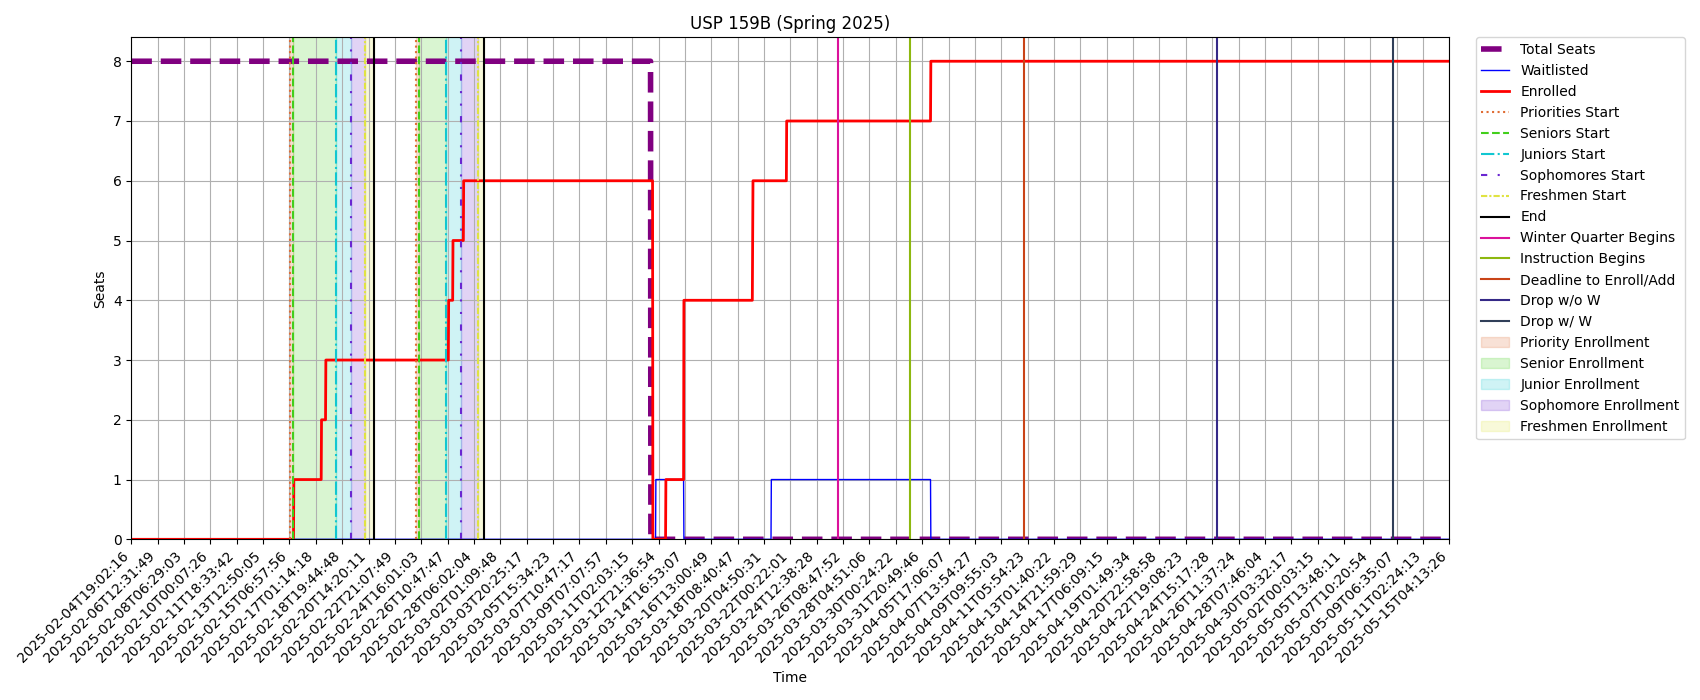 USP 159B (Spring 2025)
Seats
8
7
6
5
4
3
2
1
0
2025-02-04T19:02:16
2025-02-06T12:31:49
2025-02-08T06:29:03
2025-02-10T00:07:26
2025-02-11T18:33:42
2025-02-13T12:50:05
2025-02-15T06:57:56
2025-02-17T01:14:18
2025-02-18T19:44:48
2025-02-20T14:20:11
2025-02-22T21:07:49
2025-02-24T16:01:03
2025-02-26T10:47:47
2025-02-28T06:02:04
2025-03-02T01:09:48
2025-03-03T20:25:17
2025-03-05T15:34:23
2025-03-07T10:47:17
2025-03-09T07:07:57
2025-03-11T02:03:15
2025-03-12T21:36:54
2025-03-14T16:53:07
2025-03-16T13:00:49
2025-03-18T08:40:47
2025-03-20T04:50:31
2025-03-22T00:22:01
2025-03-24T12:38:28
2025-03-26T08:47:52
2025-03-28T04:51:06
2025-03-30T00:24:22
2025-03-31T20:49:46
2025-04-05T17:06:07
2025-04-07T13:54:27
2025-04-09T09:55:03
2025-04-11T05:54:23
2025-04-13T01:40:22
2025-04-14T21:59:29
2025-04-17T06:09:15
2025-04-19T01:49:34
2025-04-20T22:58:58
2025-04-22T19:08:23
2025-04-24T15:17:28
2025-04-26T11:37:24
2025-04-28T07:46:04
2025-04-30T03:32:17
2025-05-02T00:03:15
2025-05-05T13:48:11
2025-05-07T10:20:54
2025-05-09T06:35:07
2025-05-11T02:24:13
2025-05-15T04:13:26
Time
Total Seats
Waitlisted
Enrolled
Priorities Start
Seniors Start
Juniors Start
Sophomores Start
Freshmen Start
End
Winter Quarter Begins
Instruction Begins
Deadline to Enroll/Add
Drop w/o W
Drop w/ W
Priority Enrollment
Senior Enrollment
Junior Enrollment
Sophomore Enrollment
Freshmen Enrollment